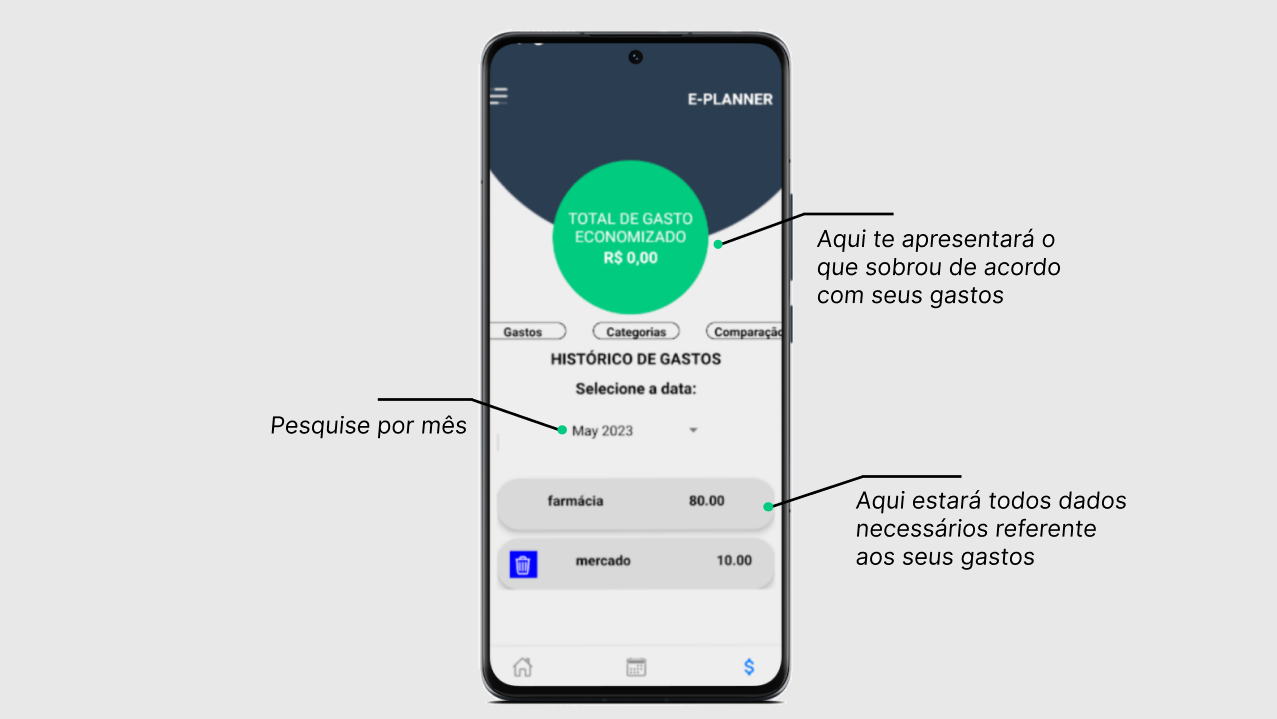 E-PLANNER
TOTAL DE GASTO
ECONOMIZADO
R$ 0,00
Aqui te apresentará o
que sobrou de acordo
com seus gastos
Gastos Categorias Comparação
HISTÓRICO DE GASTOS
Selecione a data:
Pesquise por mês
May 2023
farmácia 80.00
Aqui estará todos dados
necessários referente
aos seus gastos
mercado 10.00
$